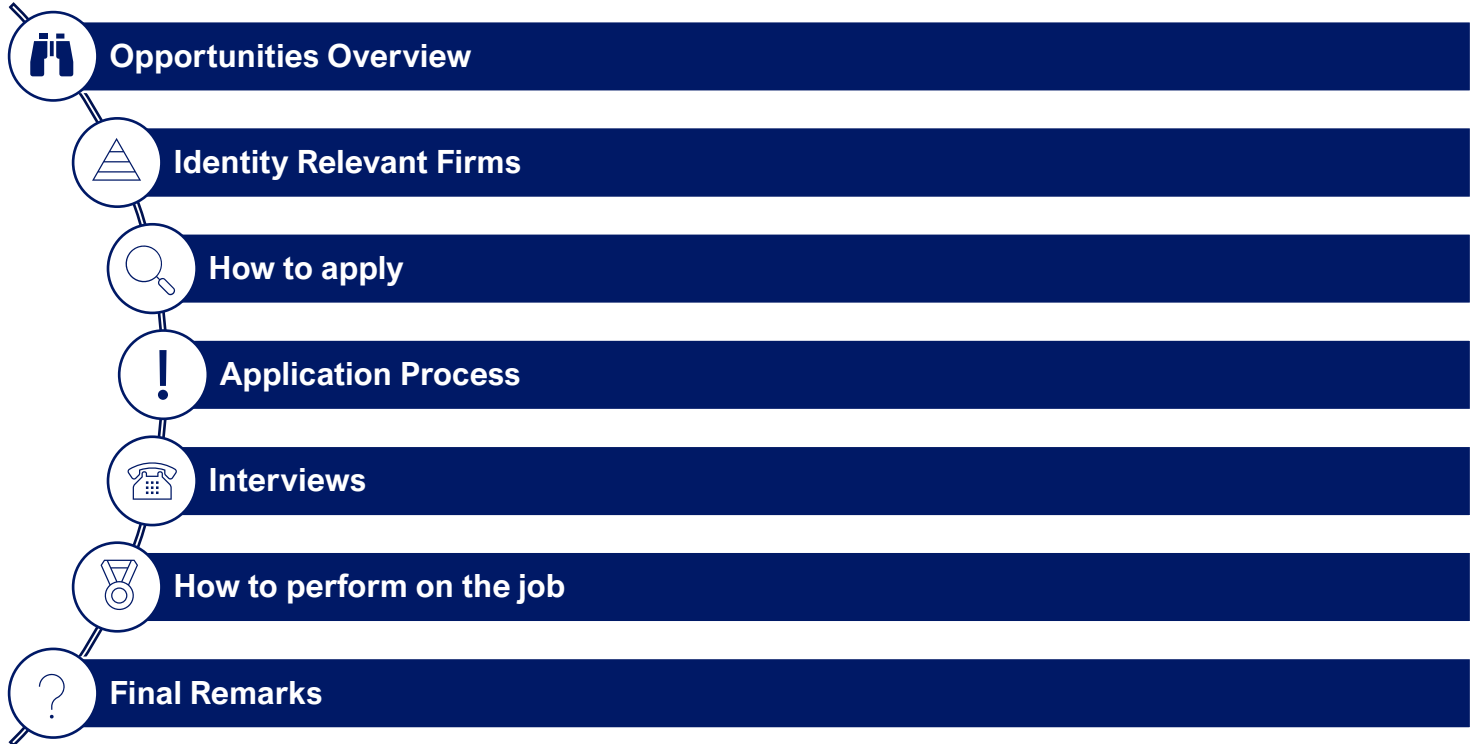 Opportunities Overview
Identity Relevant Firms
How to apply
!
Application Process
Interviews
How to perform on the job
?
Final Remarks